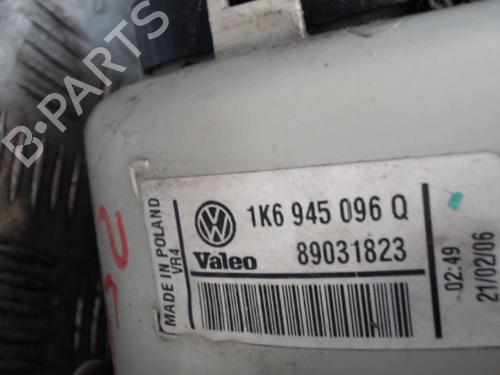 B-PARTS
MADE IN POLAND
VR4
1K6 945 096 Q
Valeo
89031823
02:49
21/02/06